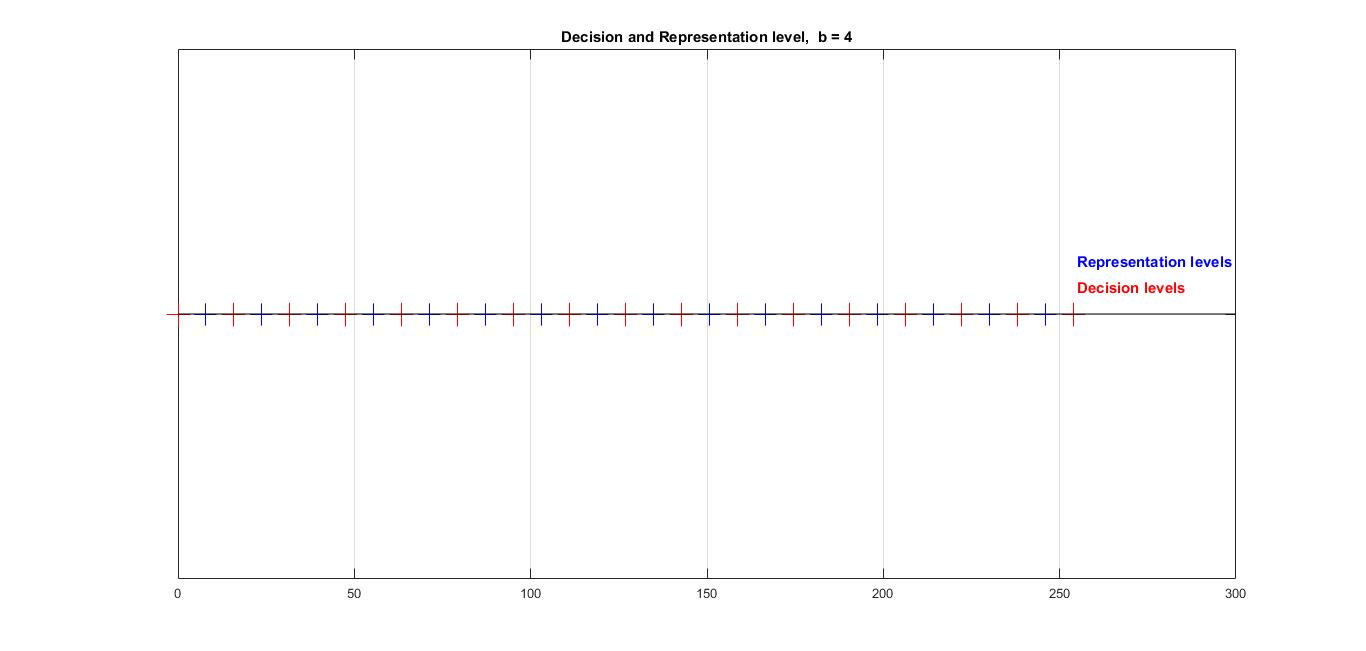 Decision and Representation level,  b = 4
Representation levels
Decision levels
0 50 100 150 200 250 300